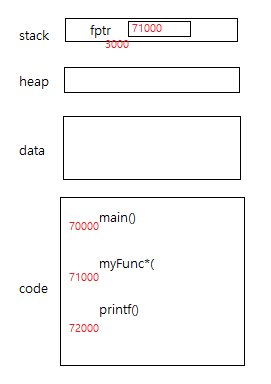 stack
fptr 71000
3000
heap
data
main()
70000
myFunc*(
71000
code
printf()
72000